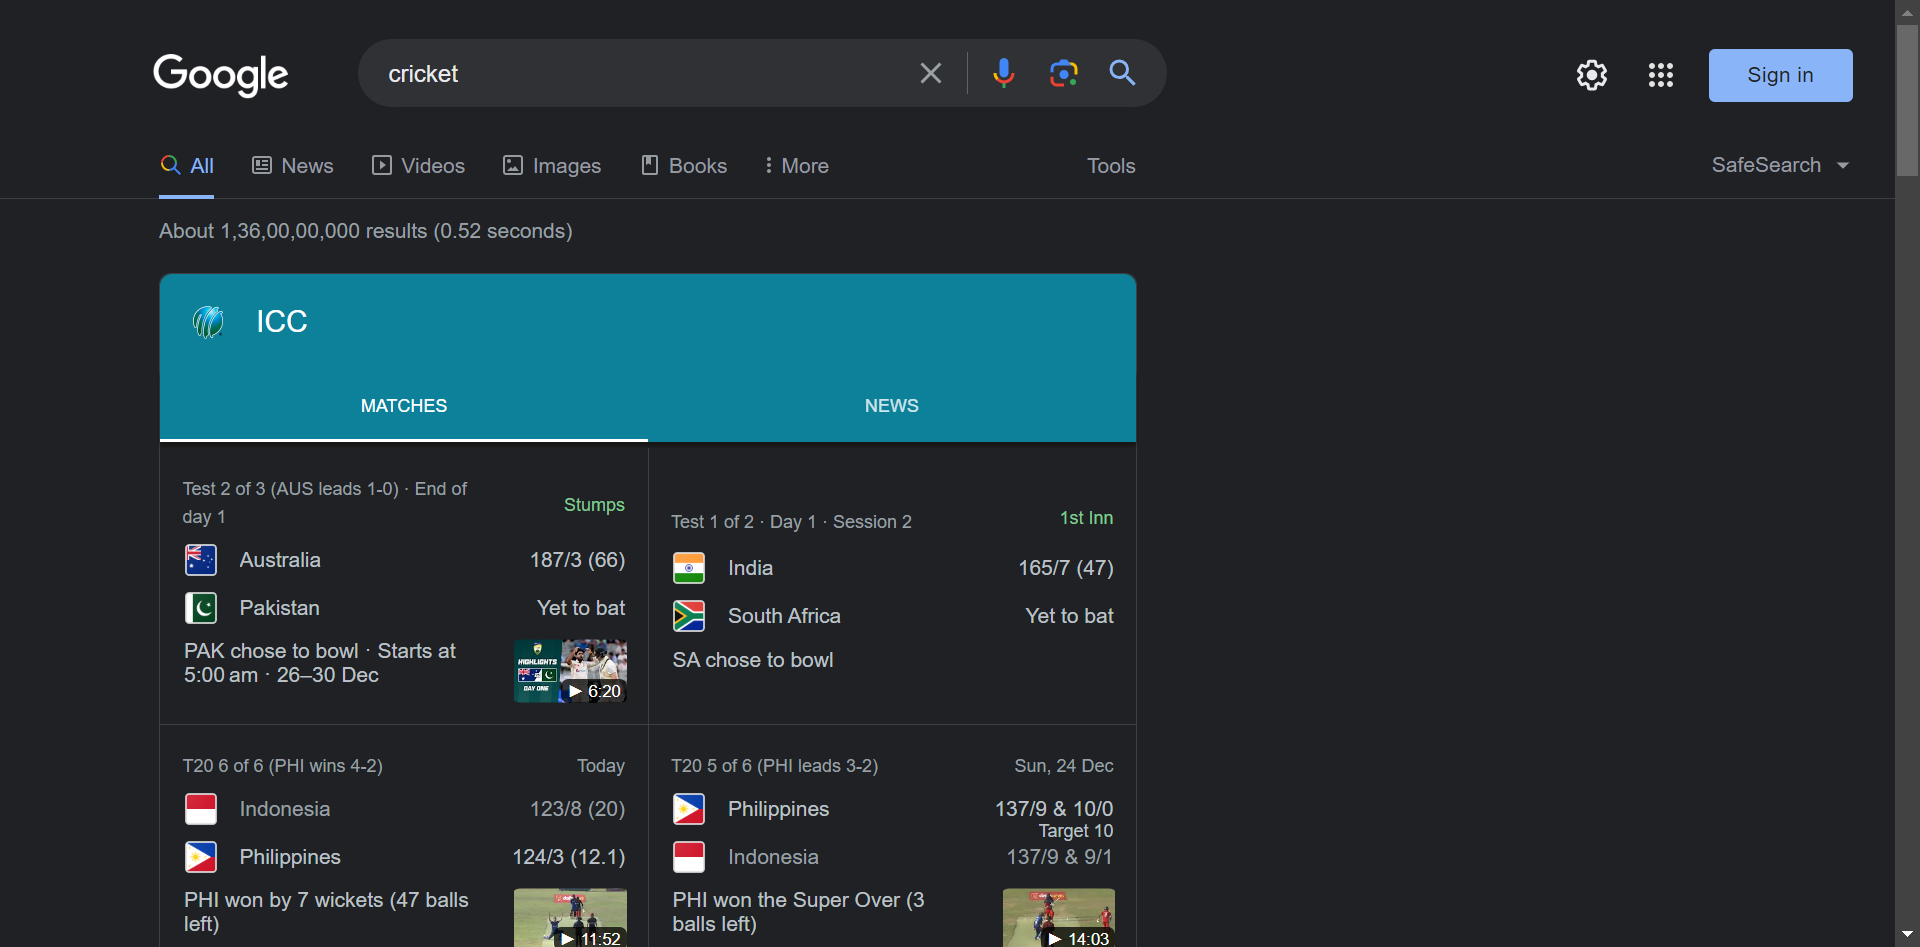 Google
cricket
Sign in
All
News
Videos
Images
Books
More
Tools
SafeSearch
About 1,36,00,00,000 results (0.52 seconds)
ICC
MATCHES
NEWS
Test 2 of 3 (AUS leads 1-0) · End of
day 1
Stumps
Australia
187/3 (66)
Pakistan
Yet to bat
PAK chose to bowl · Starts at
5:00 am · 26–30 Dec
HIGHLIGHTS
DAY ONE
6:20
Test 1 of 2 · Day 1 · Session 2
1st Inn
India
165/7 (47)
South Africa
Yet to bat
SA chose to bowl
T20 6 of 6 (PHI wins 4-2)
Today
Indonesia
123/8 (20)
Philippines
124/3 (12.1)
PHI won by 7 wickets (47 balls
left)
11:52
T20 5 of 6 (PHI leads 3-2)
Sun, 24 Dec
Philippines
137/9 & 10/0
Target 10
Indonesia
137/9 & 9/1
PHI won the Super Over (3
balls left)
14:03